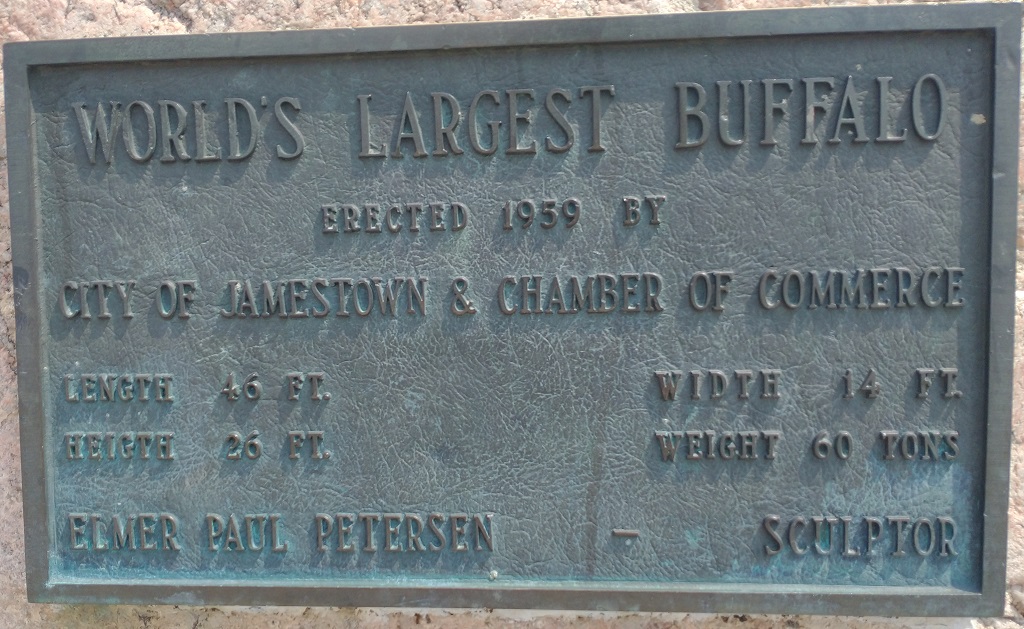 WORLD'S LARGEST BUFFALO
ERECTED 1959 BY
CITY OF JAMESTOWN & CHAMBER OF COMMERCE
LENGTH 46 FT. WIDTH 14 FT.
HEIGTH 26 FT. WEIGHT 60 TONS
ELMER PAUL PETERSEN – SCULPTOR